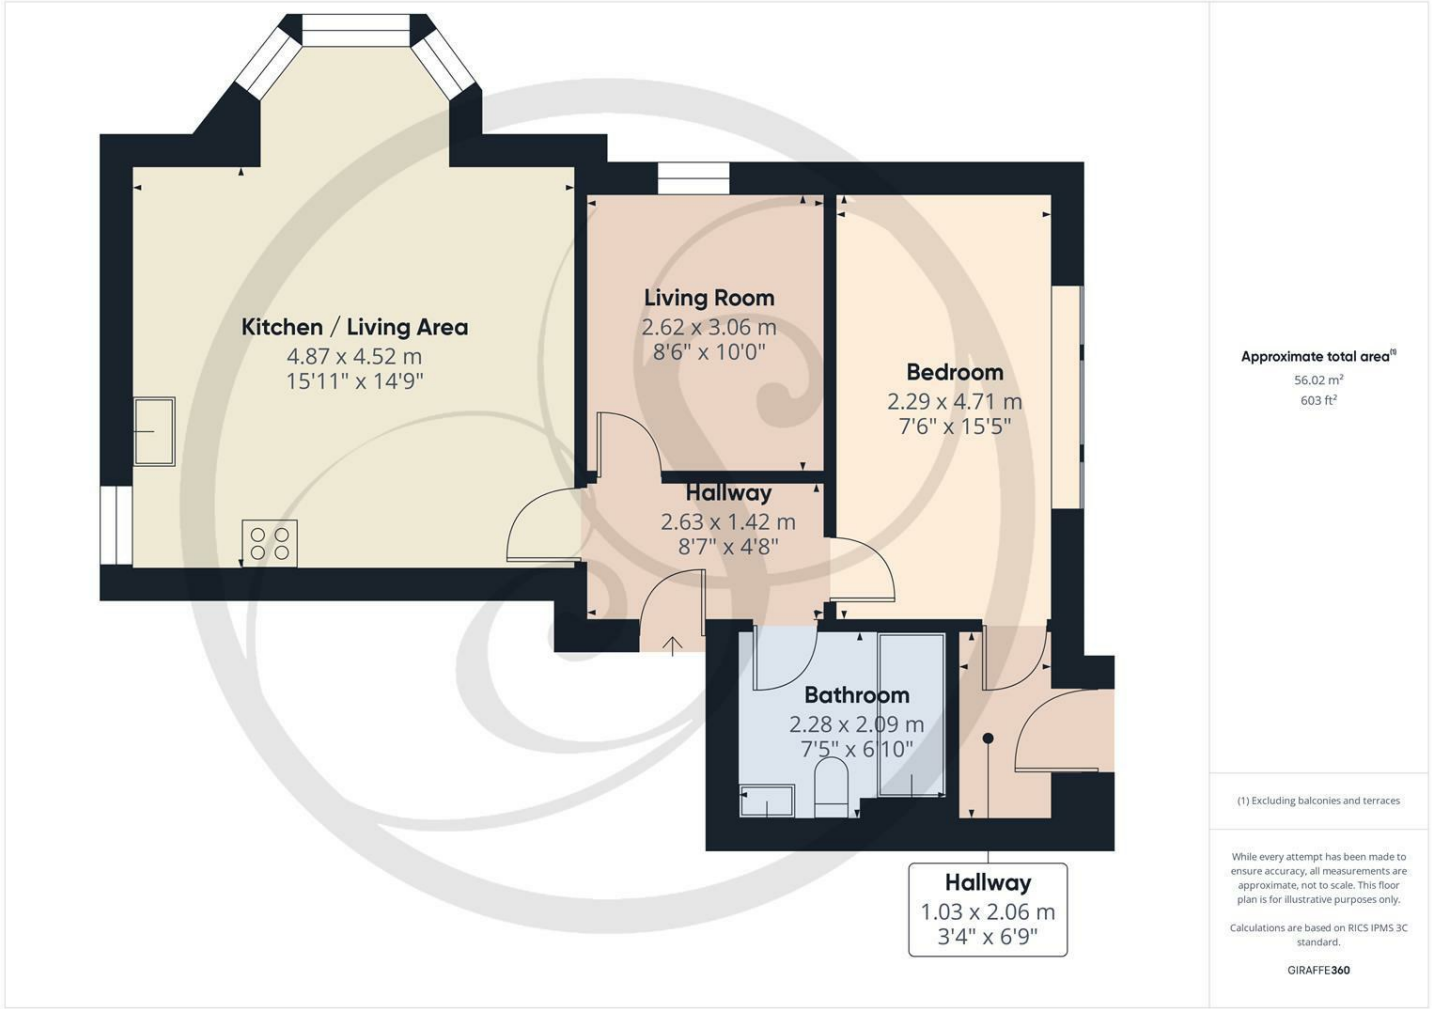 Kitchen / Living Area
4.87 x 4.52 m
15'11" x 14'9"
Living Room
2.62 x 3.06 m
8'6" x 10'0"
Bedroom
2.29 x 4.71 m
7'6" x 15'5"
Hallway
2.63 x 1.42 m
8'7" x 4'8"
Bathroom
2.28 x 2.09 m
7'5" x 6'10"
Hallway
1.03 x 2.06 m
3'4" x 6'9"
Approximate total area(1)
56.02 m²
603 ft²
(1) Excluding balconies and terraces
While every attempt has been made to
ensure accuracy, all measurements are
approximate, not to scale. This floor
plan is for illustrative purposes only.
Calculations are based on RICS IPMS 3C
standard.
GIRAFFE360